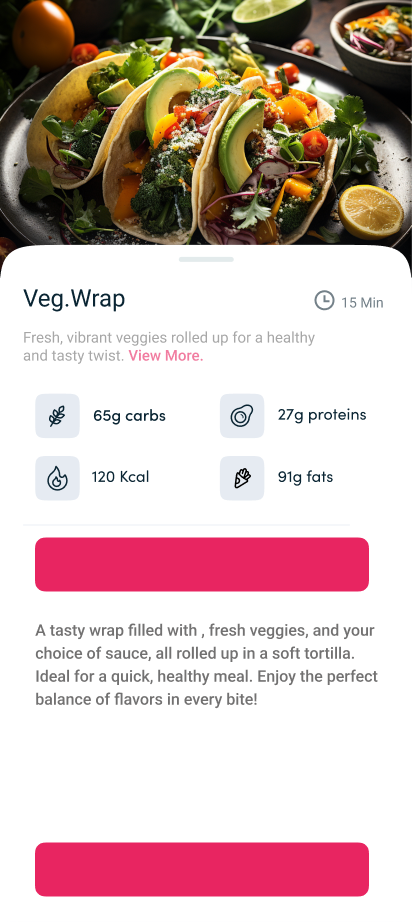 Veg.Wrap
15 Min
Fresh, vibrant veggies rolled up for a healthy
and tasty twist. View More.
65g carbs
27g proteins
120 Kcal
91g fats
A tasty wrap filled with , fresh veggies, and your
choice of sauce, all rolled up in a soft tortilla.
Ideal for a quick, healthy meal. Enjoy the perfect
balance of flavors in every bite!